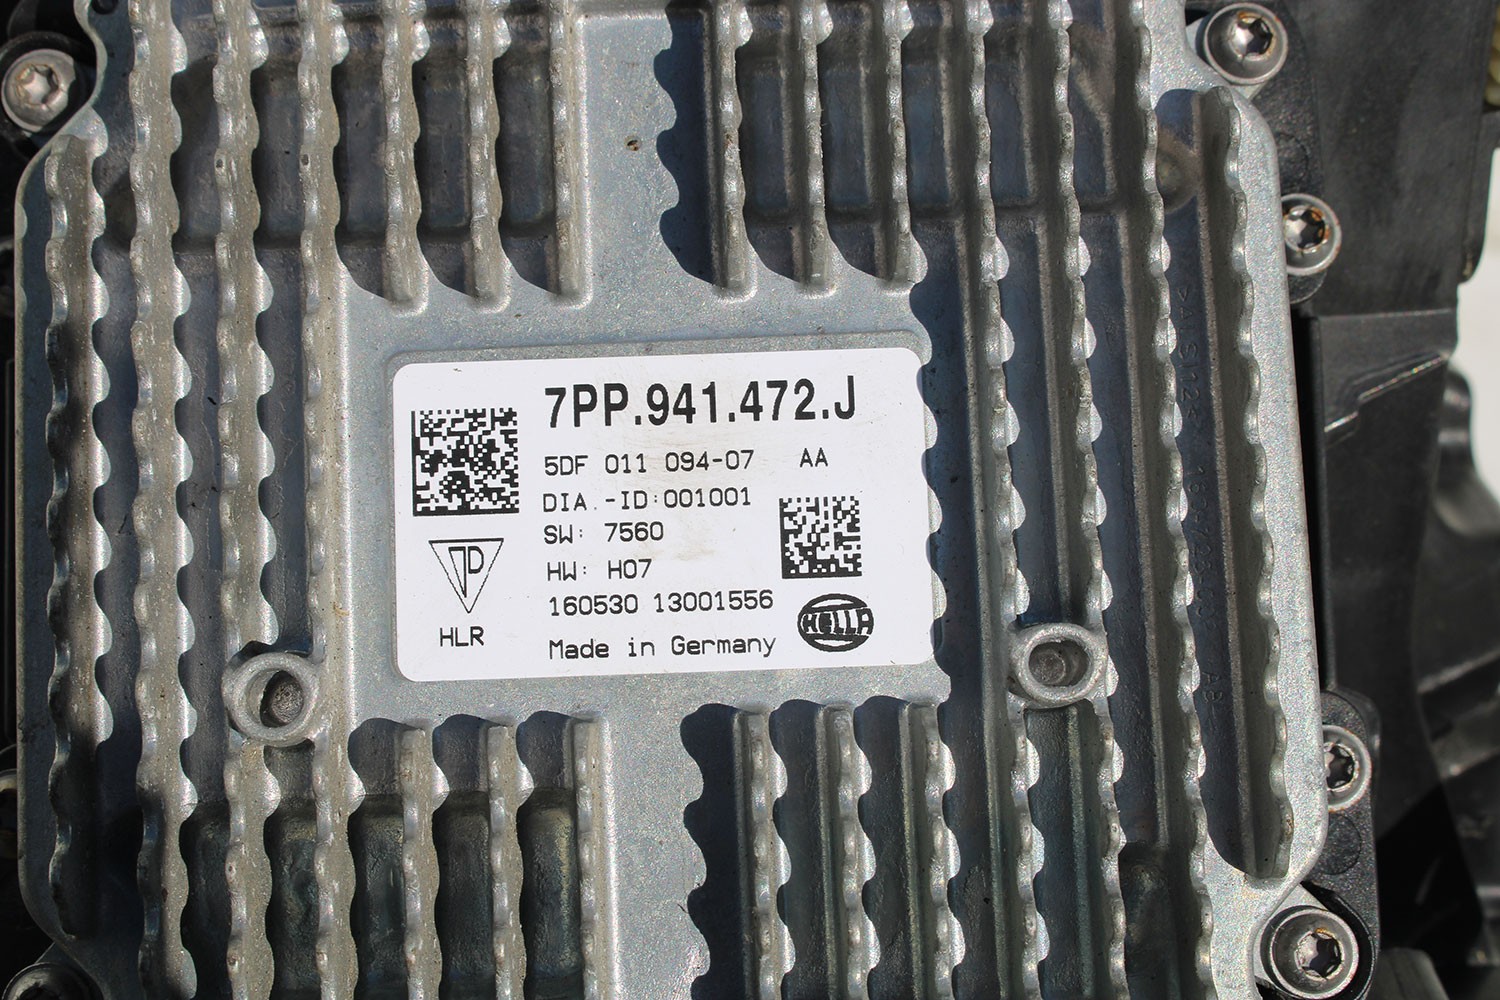 7PP.941.472.J
5DF 011 094-07 AA
DIA.-ID:001001
SW: 7560
HW: H07
160530 13001556
Made in Germany
HLR
HELLA